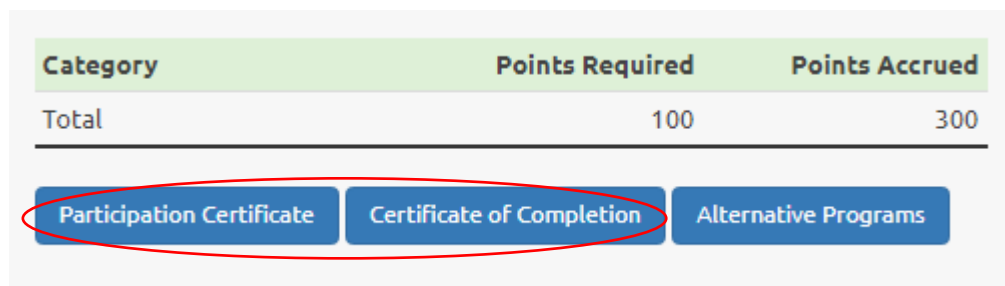 Category Points Required Points Accrued
Total 100 300
Participation Certificate Certificate of Completion Alternative Programs